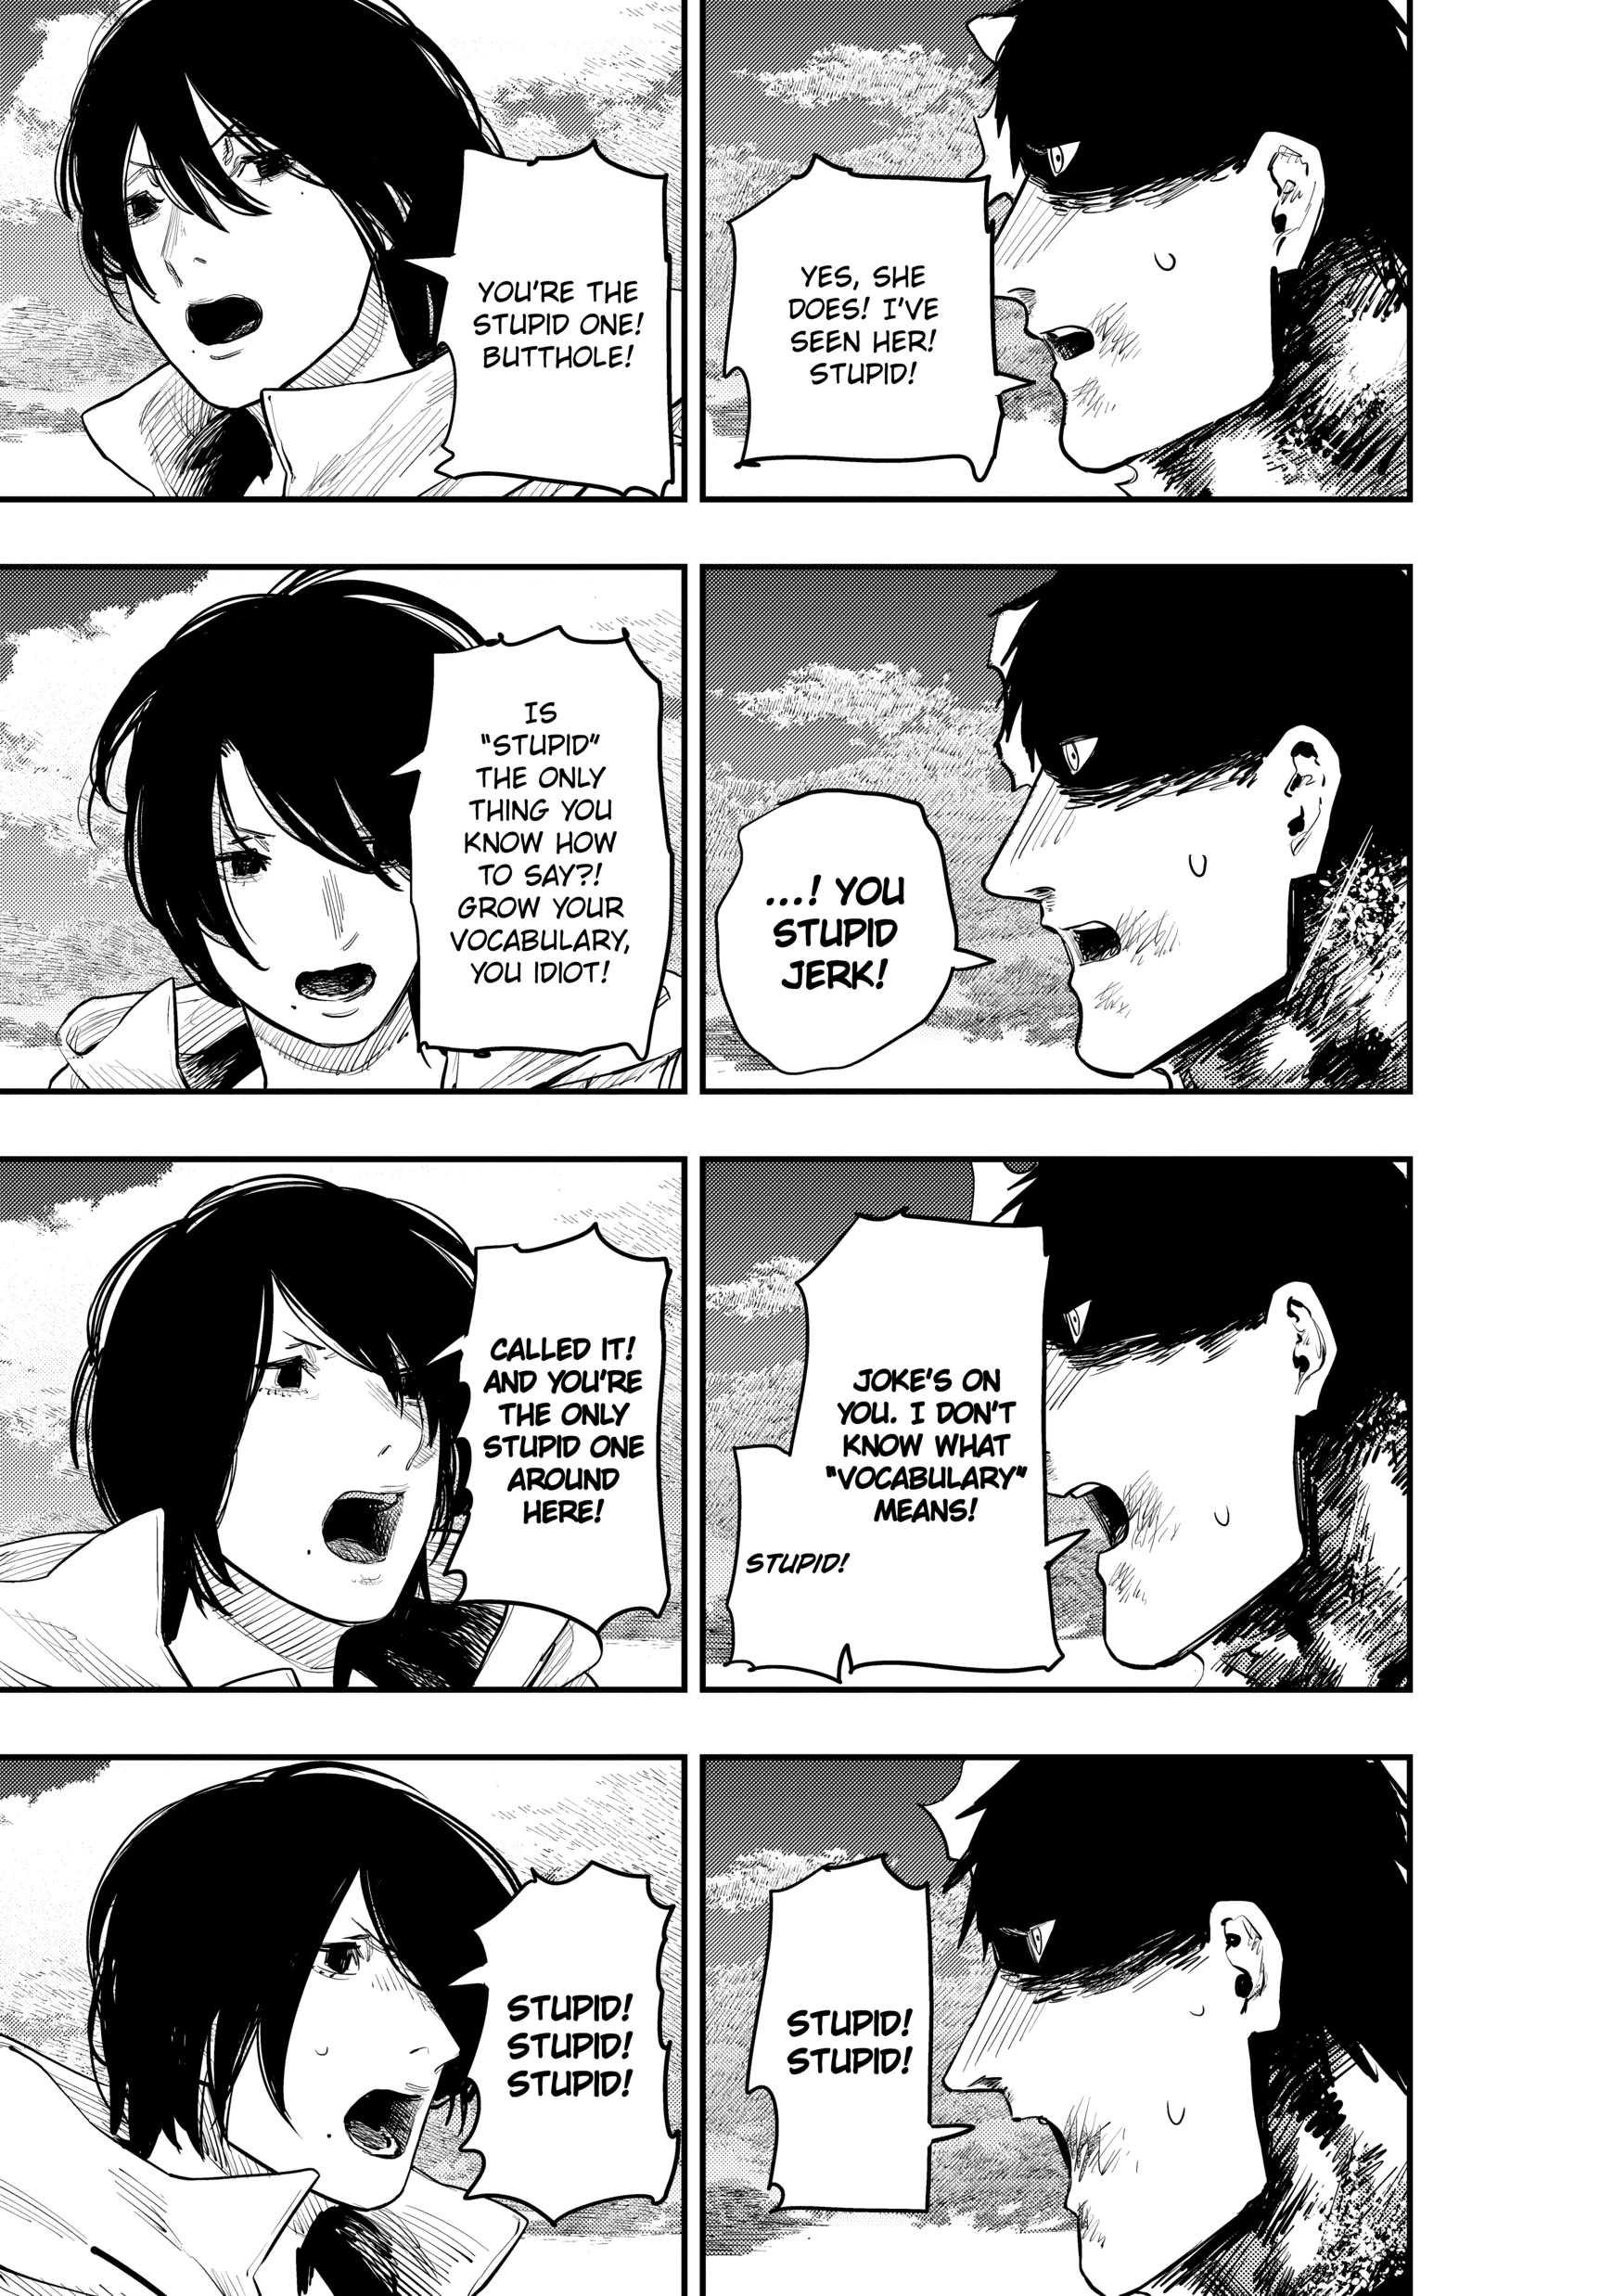 YES, SHE
DOES! I'VE
SEEN HER!
STUPID!
YOU'RE THE
STUPID ONE!
BUTTHOLE!
...! YOU
STUPID
JERK!
IS
"STUPID"
THE ONLY
THING YOU
KNOW HOW
TO SAY?!
GROW YOUR
VOCABULARY,
YOU IDIOT!
JOKE'S ON
YOU. I DON'T
KNOW WHAT
"VOCABULARY"
MEANS!
STUPID!
CALLED IT!
AND YOU'RE
THE ONLY
STUPID ONE
AROUND
HERE!
STUPID!
STUPID!
STUPID!
STUPID!
STUPID!